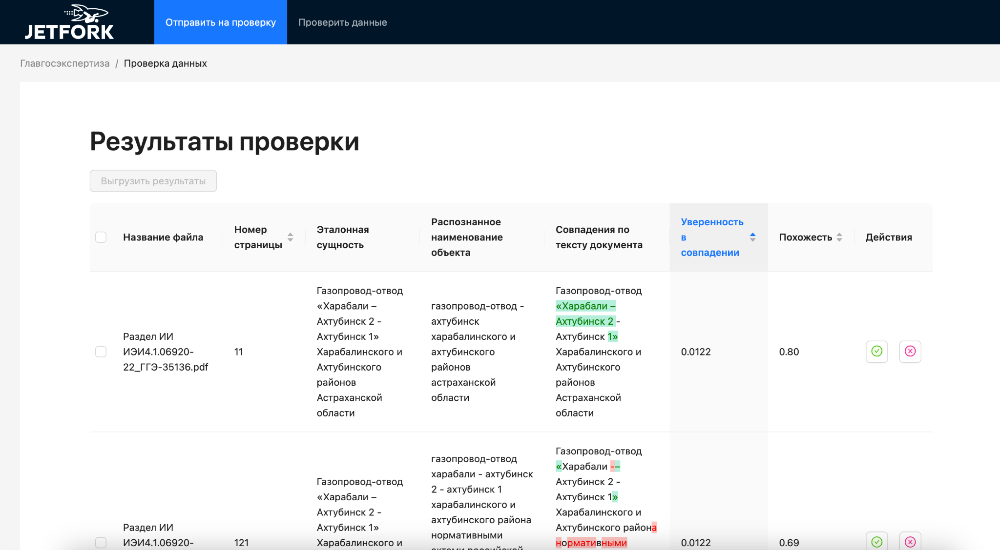 JETFORK
Отправить на проверку
Проверить данные
Главгосэкспертиза / Проверка данных
Результаты проверки
Выгрузить результаты
Название файла
Номер
страницы
Эталонная
сущность
Распознанное
наименование
объекта
Совпадения по
тексту документа
Уверенность
в
совпадении
Похожесть
Действия
Раздел ИИ
ИЭИ4.1.06920-
22_ГГЭ-35136.pdf
11
Газопровод-отвод
«Харабали –
Ахтубинск 2 -
Ахтубинск 1»
Харабалинского и
Ахтубинского
районов
Астраханской
области
газопровод-отвод -
ахтубинск
харабалинского и
ахтубинского
районов
астраханской
области
Газопровод-отвод
«Харабали –
Ахтубинск 2 -
Ахтубинск 1»
Харабалинского и
Ахтубинского
районов
Астраханской
области
0.0122
0.80
Раздел ИИ
ИЭИ4.1.06920-
121
Газопровод-отвод
«Харабали –
Ахтубинск 2 -
Ахтубинск 1»
Харабалинского и
газопровод-отвод
харабали - ахтубинск
2 - ахтубинск 1
харабалинского и
ахтубинского района
нормативными
актами российской
Газопровод-отвод
«Харабали -–
Ахтубинск 2 -
Ахтубинск 1»
Харабалинского и
Ахтубинского района
нормативными
0.0122
0.69